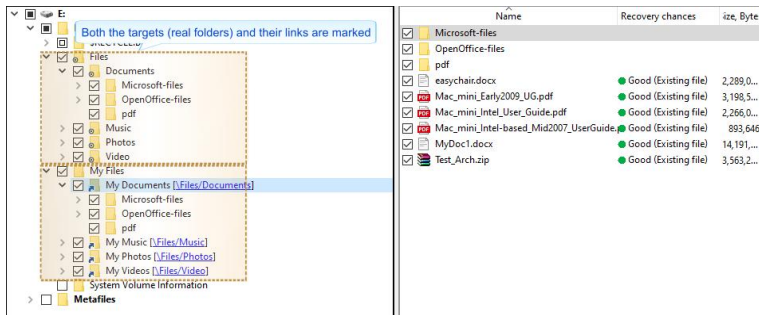 E:
Both the targets (real folders) and their links are marked
Files
Documents
Microsoft-files
OpenOffice-files
pdf
Music
Photos
Video
My Files
My Documents [\Files/Documents]
Microsoft-files
OpenOffice-files
pdf
My Music [\Files/Music]
My Photos [\Files/Photos]
My Videos [\Files/Video]
System Volume Information
Metafiles
Name Recovery chances ize, Byte
Microsoft-files
OpenOffice-files
pdf
easychair.docx Good (Existing file) 2,289,0...
Mac_mini_Early2009_UG.pdf Good (Existing file) 3,198,5...
Mac_mini_Intel_User_Guide.pdf Good (Existing file) 2,266,0...
Mac_mini_Intel-based_Mid2007_UserGuide.p Good (Existing file) 893,646
MyDoc1.docx Good (Existing file) 14,191,...
Test_Arch.zip Good (Existing file) 3,563,2...